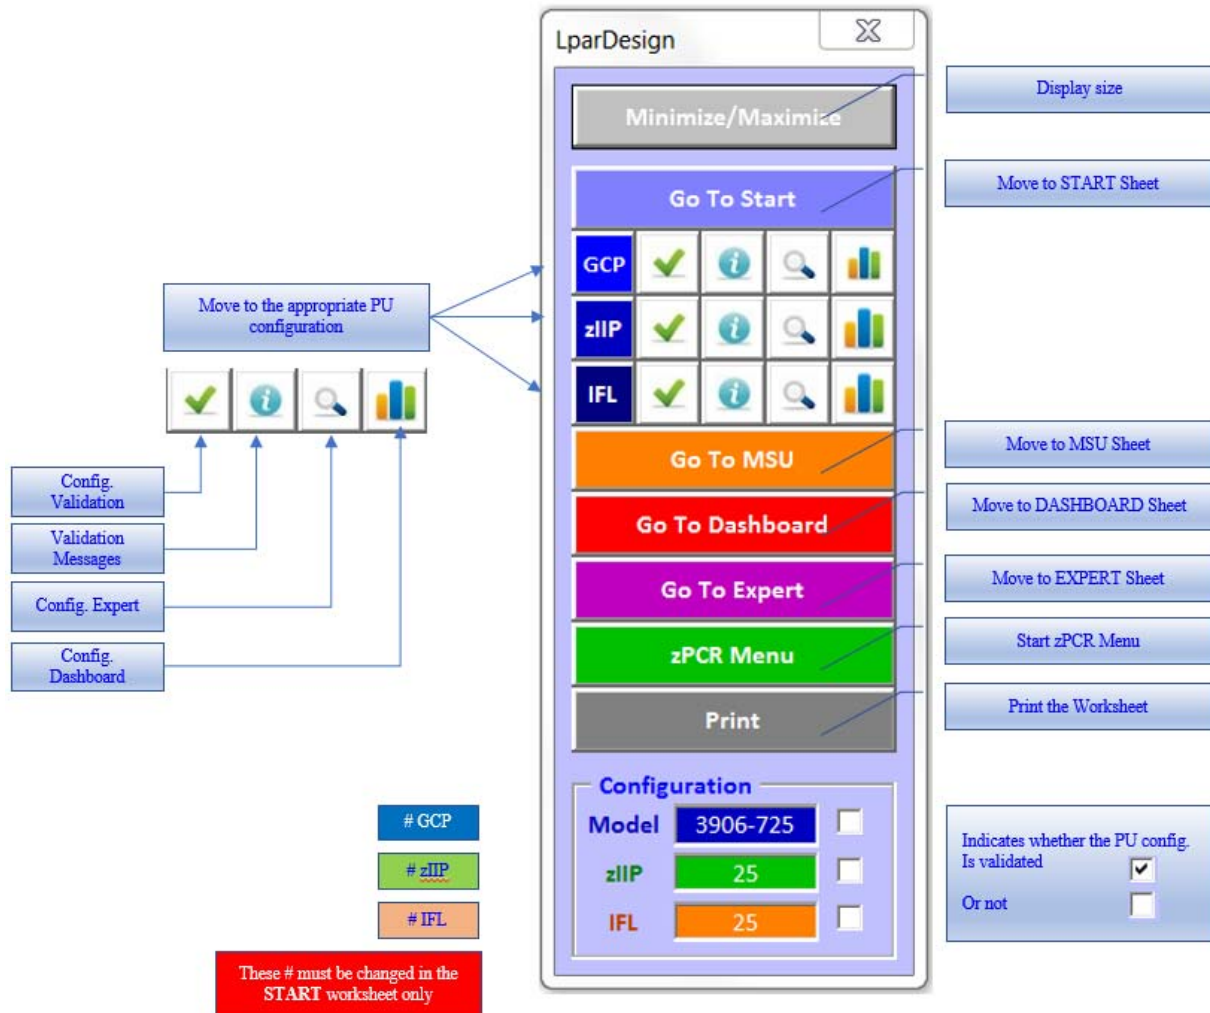 LparDesign
Minimize/Maximize
Display size
Go To Start
Move to START Sheet
GCP
zIIP
IFL
Move to the appropriate PU
configuration
Config.
Validation
Validation
Messages
Config. Expert
Config.
Dashboard
Go To MSU
Move to MSU Sheet
Go To Dashboard
Move to DASHBOARD Sheet
Go To Expert
Move to EXPERT Sheet
zPCR Menu
Start zPCR Menu
Print
Print the Worksheet
Configuration
Model 3906-725
zIIP 25
IFL 25
# GCP
# zIIP
# IFL
These # must be changed in the
START worksheet only
Indicates whether the PU config.
Is validated
Or not